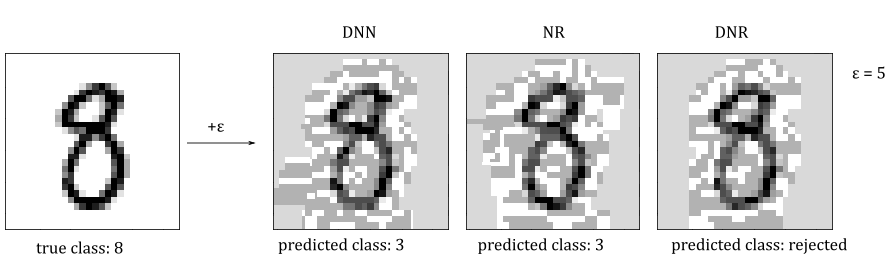 DNN
NR
DNR
ε = 5
+ε
true class: 8
predicted class: 3
predicted class: 3
predicted class: rejected